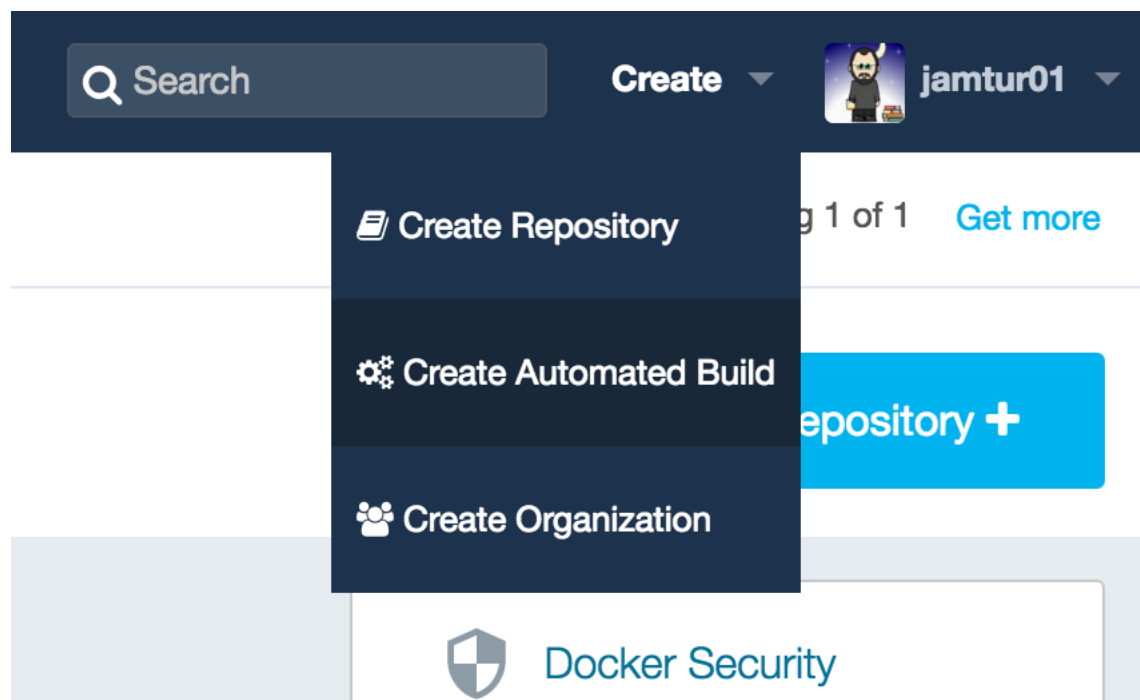 Search
Create
jamtur01
Create Repository
g 1 of 1
Get more
Create Automated Build
epository
Create Organization
Docker Security